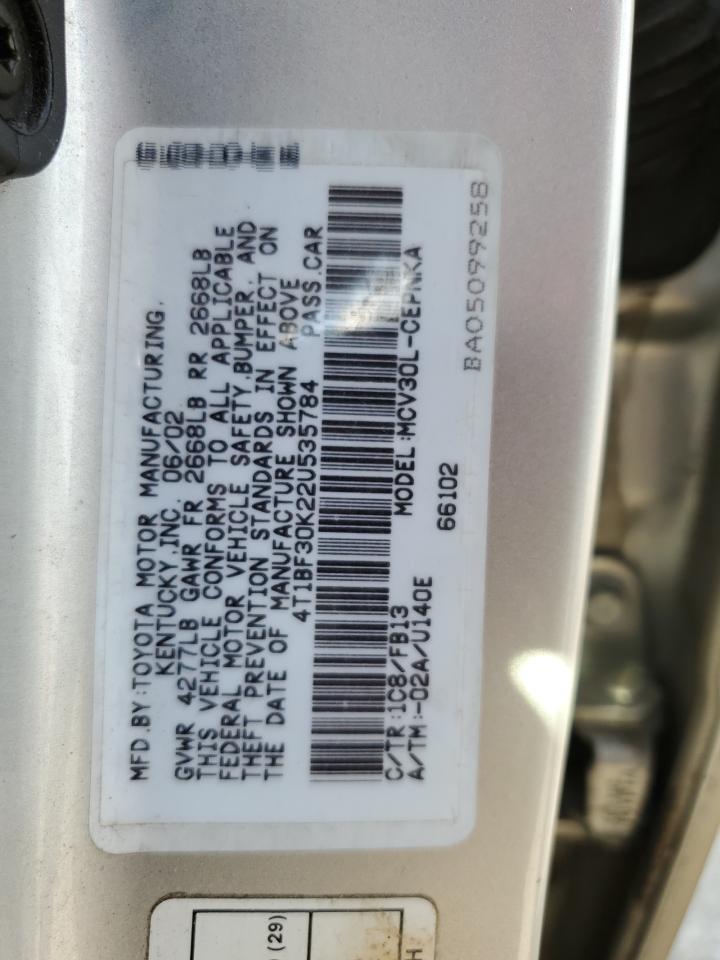 MFD.BY:TOYOTA MOTOR MANUFACTURING,
KENTUCKY,INC. 06/02
GVWR 4277LB GAWR FR 2668LB RR 2668LB
THIS VEHICLE CONFORMS TO ALL APPLICABLE
FEDERAL MOTOR VEHICLE SAFETY,BUMPER, AND
THEFT PREVENTION STANDARDS IN EFFECT ON
THE DATE OF MANUFACTURE SHOWN ABOVE
4T1BF30K22U535784 PASS.CAR
C/TR:1C8/FB13 MODEL:MCV30L-CEPNKA
A/TM:-02A/U140E
66102
BA05099258
(29)
H